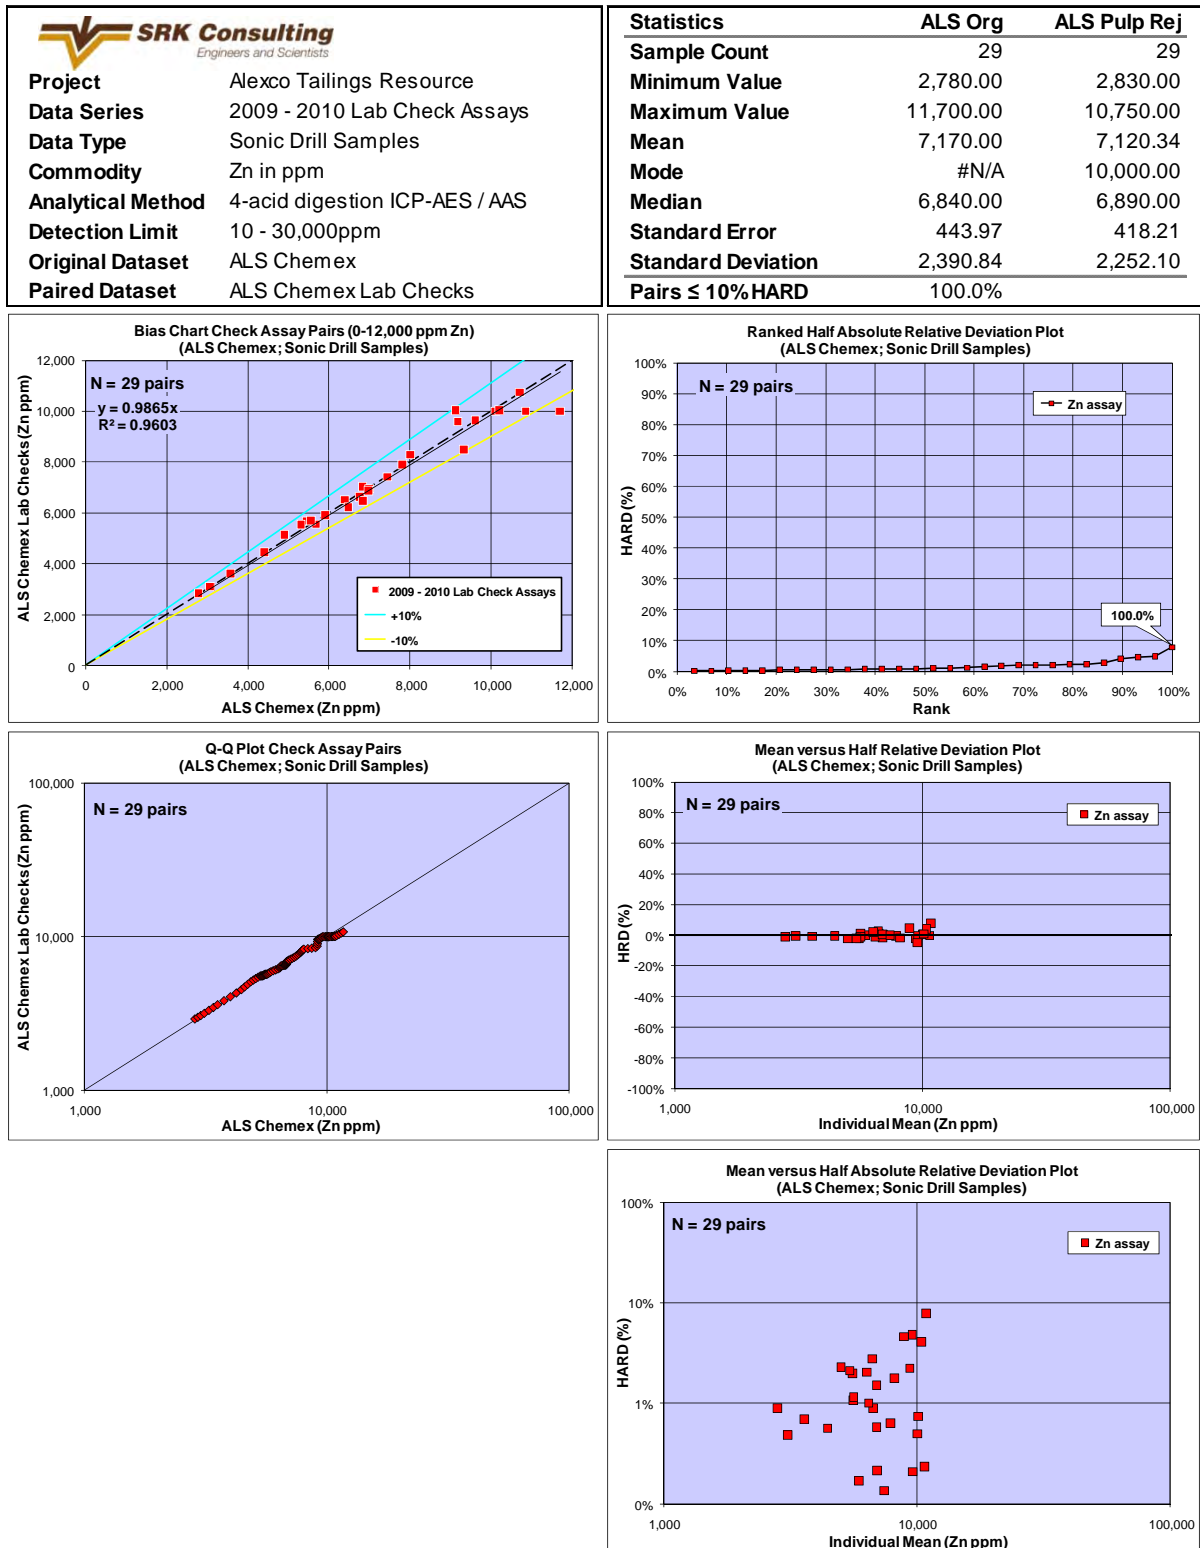 SRK Consulting
Engineers and Scientists
Project Alexco Tailings Resource
Data Series 2009 - 2010 Lab Check Assays
Data Type Sonic Drill Samples
Commodity Zn in ppm
Analytical Method 4-acid digestion ICP-AES / AAS
Detection Limit 10 - 30,000ppm
Original Dataset ALS Chemex
Paired Dataset ALS Chemex Lab Checks
Statistics ALS Org ALS Pulp Rej
Sample Count 29 29
Minimum Value 2,780.00 2,830.00
Maximum Value 11,700.00 10,750.00
Mean 7,170.00 7,120.34
Mode #N/A 10,000.00
Median 6,840.00 6,890.00
Standard Error 443.97 418.21
Standard Deviation 2,390.84 2,252.10
Pairs ≤ 10% HARD 100.0%
Bias Chart Check Assay Pairs (0-12,000 ppm Zn)
(ALS Chemex; Sonic Drill Samples)
N = 29 pairs
y = 0.9865x
R² = 0.9603
12,000
10,000
8,000
6,000
4,000
2,000
0
ALS Chemex Lab Checks (Zn ppm)
2009 - 2010 Lab Check Assays
+10%
-10%
0 2,000 4,000 6,000 8,000 10,000 12,000
ALS Chemex (Zn ppm)
Ranked Half Absolute Relative Deviation Plot
(ALS Chemex; Sonic Drill Samples)
N = 29 pairs
Zn assay
100%
90%
80%
70%
60%
50%
40%
30%
20%
10%
0%
HARD (%)
100.0%
0% 10% 20% 30% 40% 50% 60% 70% 80% 90% 100%
Rank
Q-Q Plot Check Assay Pairs
(ALS Chemex; Sonic Drill Samples)
N = 29 pairs
100,000
10,000
1,000
ALS Chemex Lab Checks (Zn ppm)
1,000 10,000 100,000
ALS Chemex (Zn ppm)
Mean versus Half Relative Deviation Plot
(ALS Chemex; Sonic Drill Samples)
N = 29 pairs
Zn assay
100%
80%
60%
40%
20%
0%
-20%
-40%
-60%
-80%
-100%
HRD (%)
1,000 10,000 100,000
Individual Mean (Zn ppm)
Mean versus Half Absolute Relative Deviation Plot
(ALS Chemex; Sonic Drill Samples)
N = 29 pairs
Zn assay
100%
10%
1%
0%
HARD (%)
1,000 10,000 100,000
Individual Mean (Zn ppm)